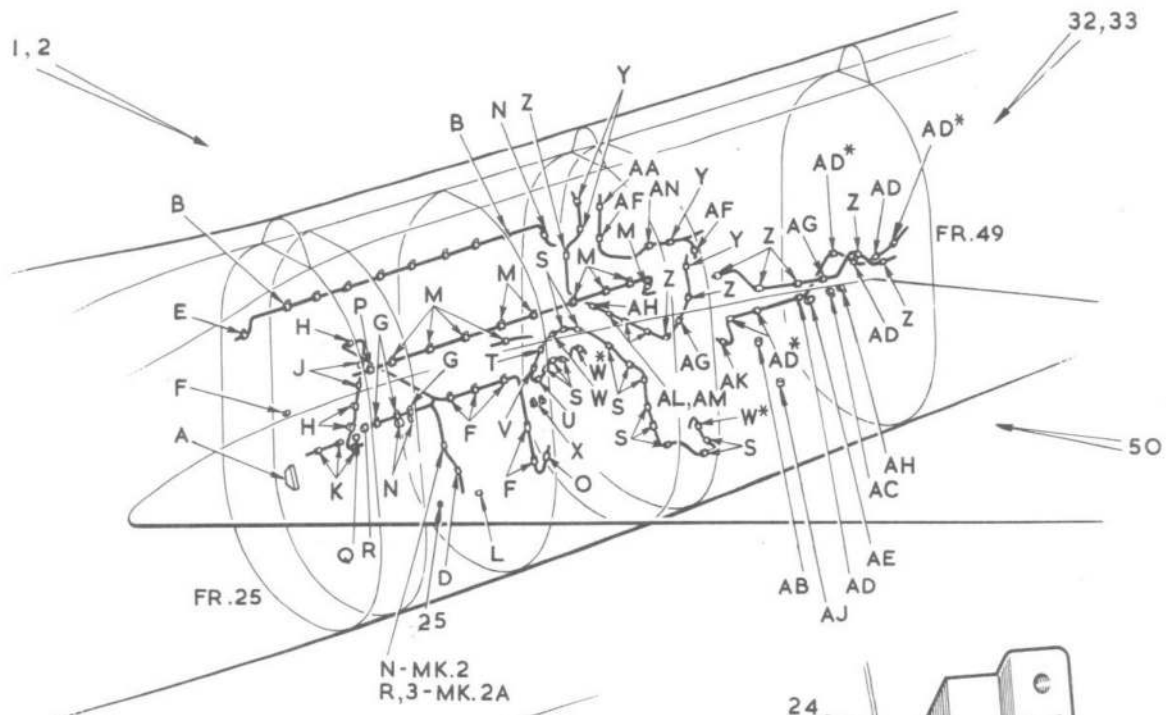 1,2
32,33
Y
N Z
B
AD*
AD*
AA
AN Y
AF
AF
B
Z AD
AG
FR.49
M
Y
S M
Z
Z
E
P
M
M
H G
AH
J
G
T
AG
AD Z
AK AD*
W*
F
S W S
AL,AM
H
F V U
W*
A
S
S
X
50
K
N
F O
AH
AC
Q R
L
AE
D
AB AD
AJ
FR.25
25
N-MK.2
R,3-MK.2A
24